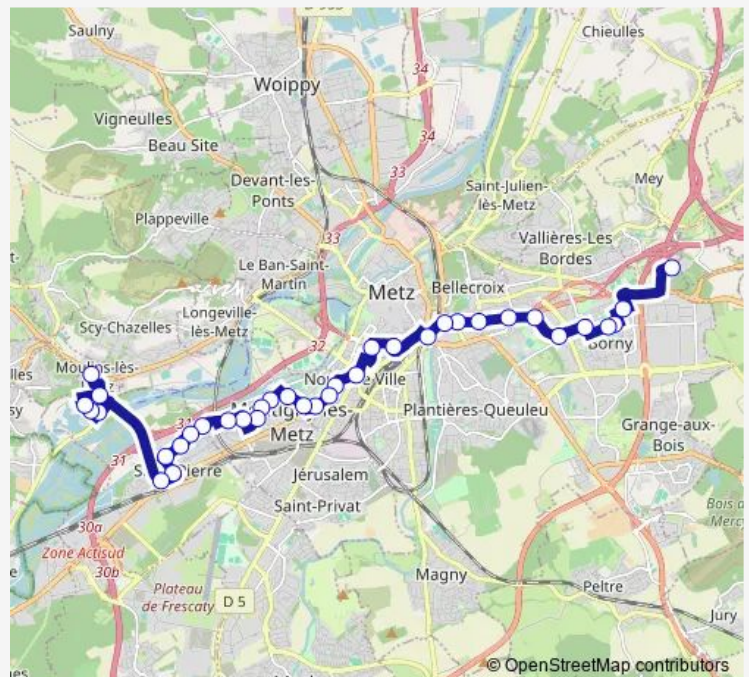 Saulny
Chieulles
34
Woippy
Vigneulles
Beau Site
34
33
Devant-les-
Ponts
Saint-Julien-
lès-Metz
Mey
Plappeville
33
Vallières-Les
Bordes
Le Ban-Saint-
Martin
Metz
Bellecroix
Scy-Chazelles
Longeville-
lès-Metz
32
Moulins-lès-
Borny
Plantières-Queuleu
31
Metz
Grange-aux-
Bois
31
Jérusalem
Saint-Privat
30a
Zone Actisud
30b
Magny
Peltre
Plateau
de Frescaty
D 5
Jury
© OpenStreetMap contributors